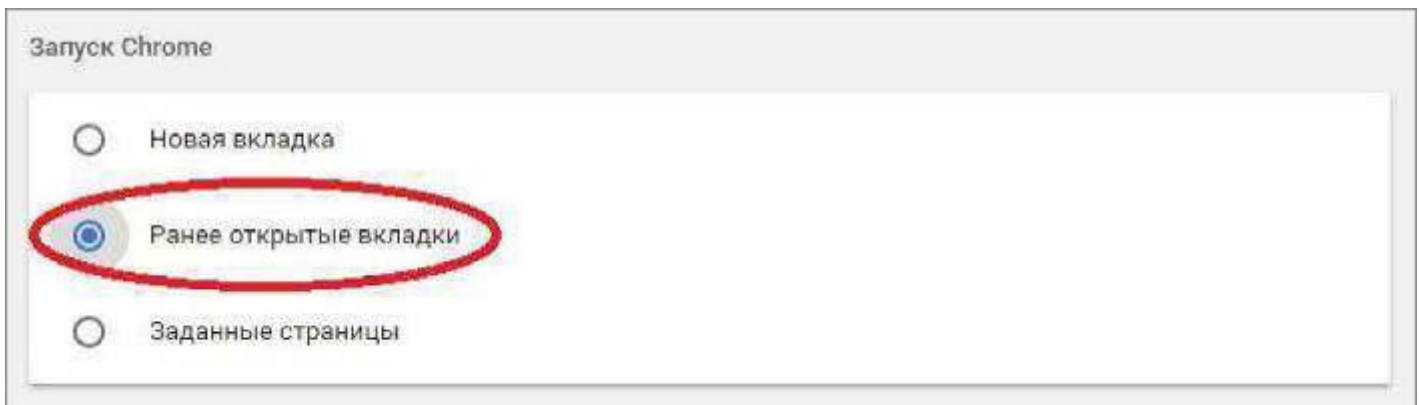 Запуск Chrome
Новая вкладка
Ранее открытые вкладки
Заданные страницы